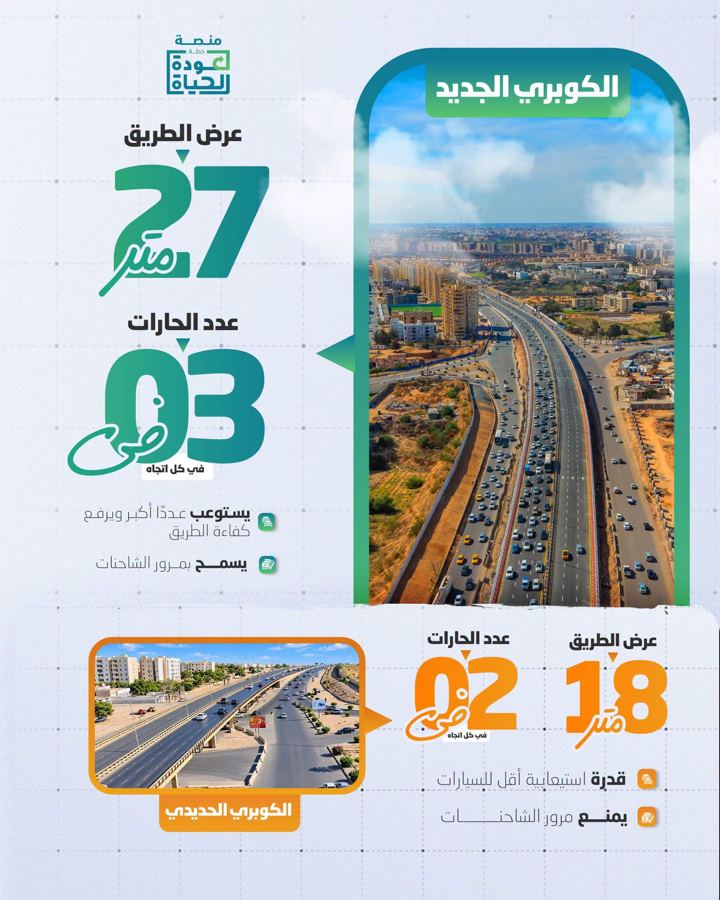 منصة
خطة
عودة
الحياة
الكوبري الجديد
عرض الطريق
27
متر
عدد الحارات
03
في كل اتجاه
يستوعب عددًا أكبر ويرفع
كفاءة الطريق
يسمح بمرور الشاحنات
عرض الطريق
18
متر
عدد الحارات
02
في كل اتجاه
قدرة استيعابية أقل للسيارات
يمنع مرور الشاحنات
الكوبري الحديدي